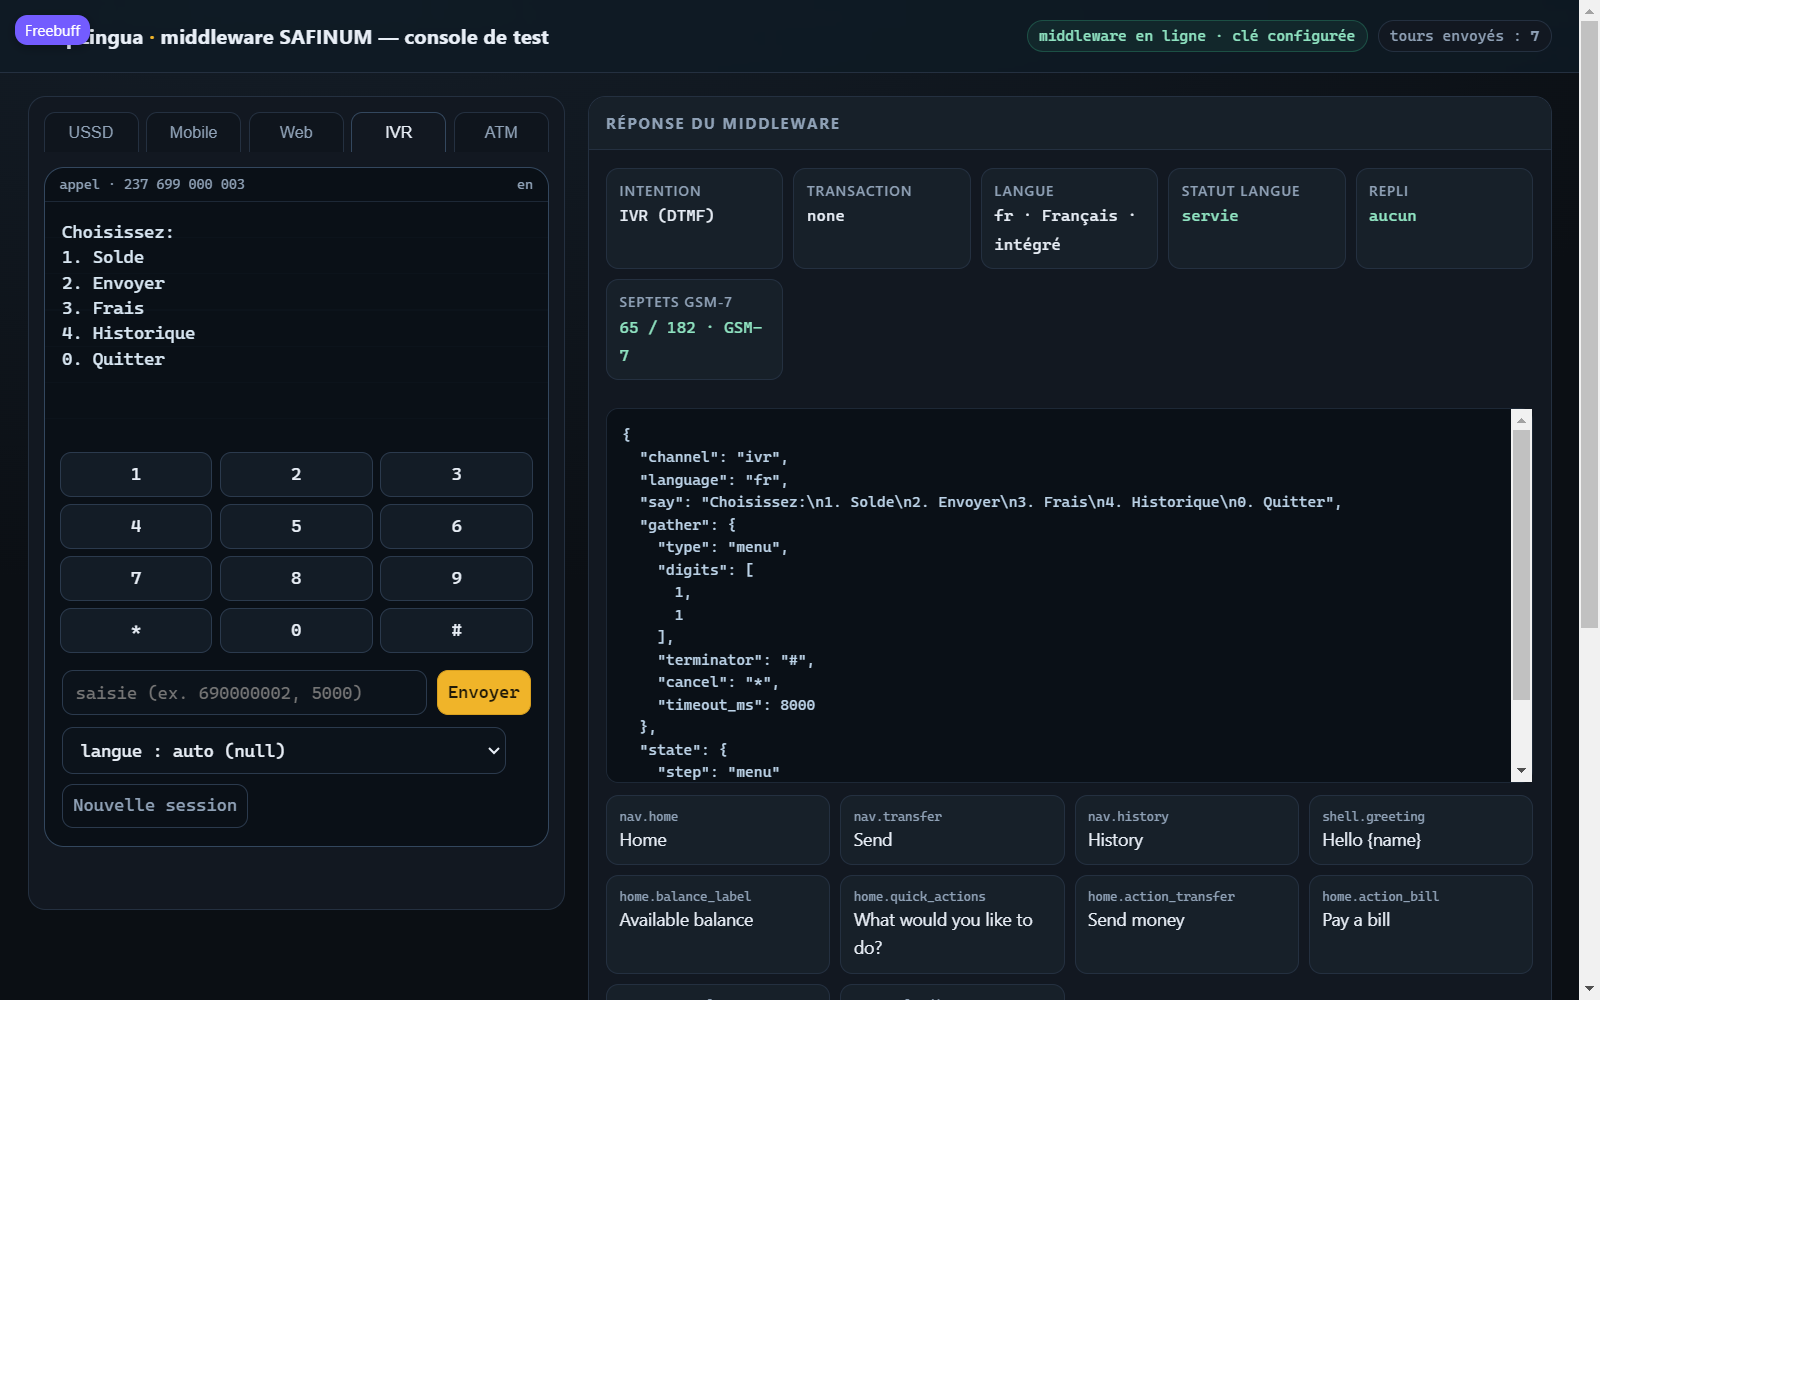 Freebuff
Lingua · middleware SAFINUM — console de test
middleware en ligne · clé configurée
tours envoyés : 7
USSD
Mobile
Web
IVR
ATM
appel · 237 699 000 003
en
Choisissez:
1. Solde
2. Envoyer
3. Frais
4. Historique
0. Quitter
1
2
3
4
5
6
7
8
9
*
0
#
saisie (ex. 690000002, 5000)
Envoyer
langue : auto (null)
Nouvelle session
RÉPONSE DU MIDDLEWARE
INTENTION
IVR (DTMF)
TRANSACTION
none
LANGUE
fr · Français ·
intégré
STATUT LANGUE
servie
REPLI
aucun
SEPTETS GSM-7
65 / 182 · GSM-
7
{
"channel": "ivr",
"language": "fr",
"say": "Choisissez:\n1. Solde\n2. Envoyer\n3. Frais\n4. Historique\n0. Quitter",
"gather": {
"type": "menu",
"digits": [
1,
1
],
"terminator": "#",
"cancel": "*",
"timeout_ms": 8000
},
"state": {
"step": "menu"
nav.home
Home
nav.transfer
Send
nav.history
History
shell.greeting
Hello {name}
home.balance_label
Available balance
home.quick_actions
What would you like to
do?
home.action_transfer
Send money
home.action_bill
Pay a bill